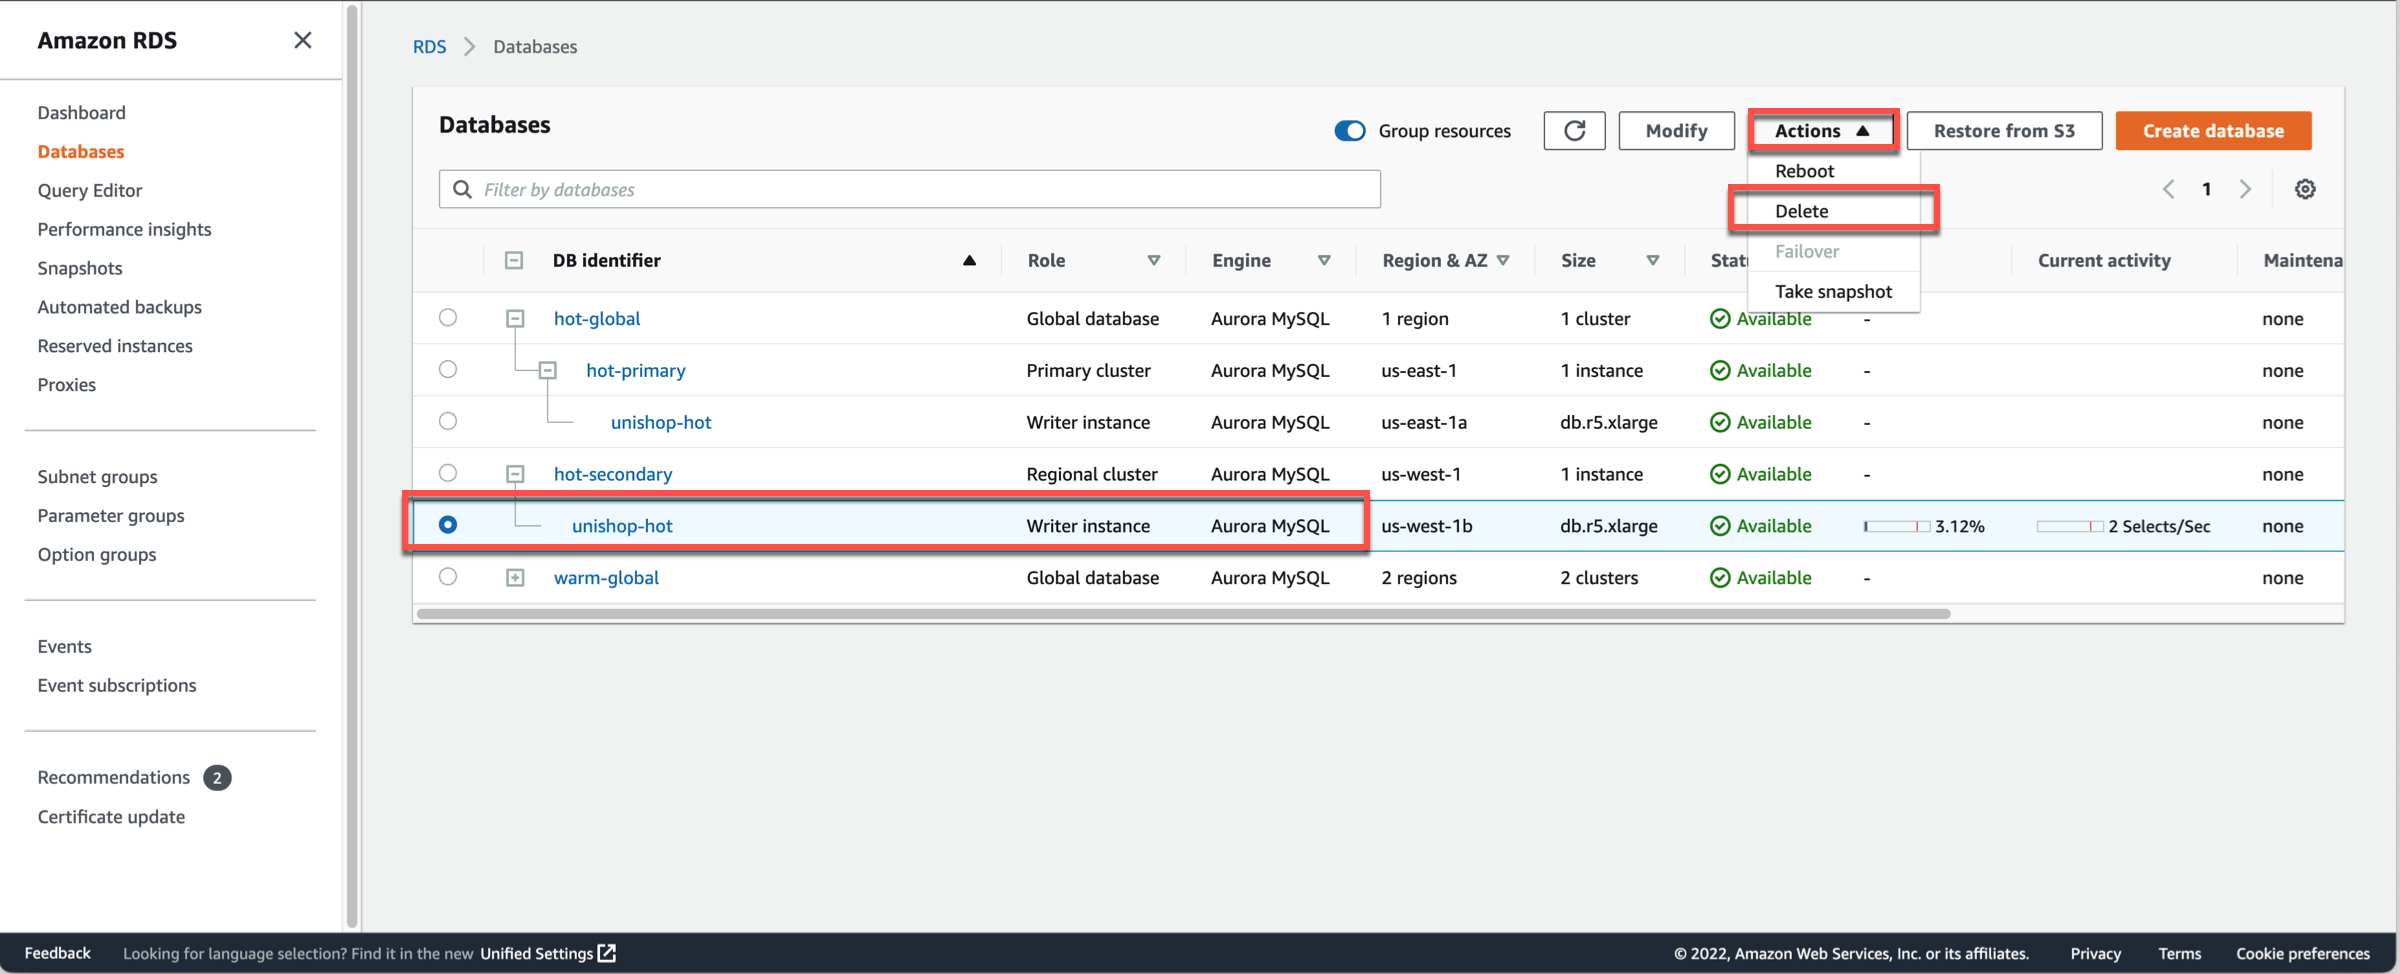 Amazon RDS
Dashboard
Databases
Query Editor
Performance insights
Snapshots
Automated backups
Reserved instances
Proxies
Subnet groups
Parameter groups
Option groups
Events
Event subscriptions
Recommendations 2
Certificate update
RDS > Databases
Databases
Group resources
Modify
Actions
Restore from S3
Create database
Reboot
Delete
Failover
Take snapshot
Filter by databases
1
DB identifier Role Engine Region & AZ Size Stat Current activity Maintena
hot-global Global database Aurora MySQL 1 region 1 cluster Available - none
hot-primary Primary cluster Aurora MySQL us-east-1 1 instance Available - none
unishop-hot Writer instance Aurora MySQL us-east-1a db.r5.xlarge Available - none
hot-secondary Regional cluster Aurora MySQL us-west-1 1 instance Available - none
unishop-hot Writer instance Aurora MySQL us-west-1b db.r5.xlarge Available 3.12% 2 Selects/Sec none
warm-global Global database Aurora MySQL 2 regions 2 clusters Available - none
Feedback Looking for language selection? Find it in the new Unified Settings © 2022, Amazon Web Services, Inc. or its affiliates. Privacy Terms Cookie preferences